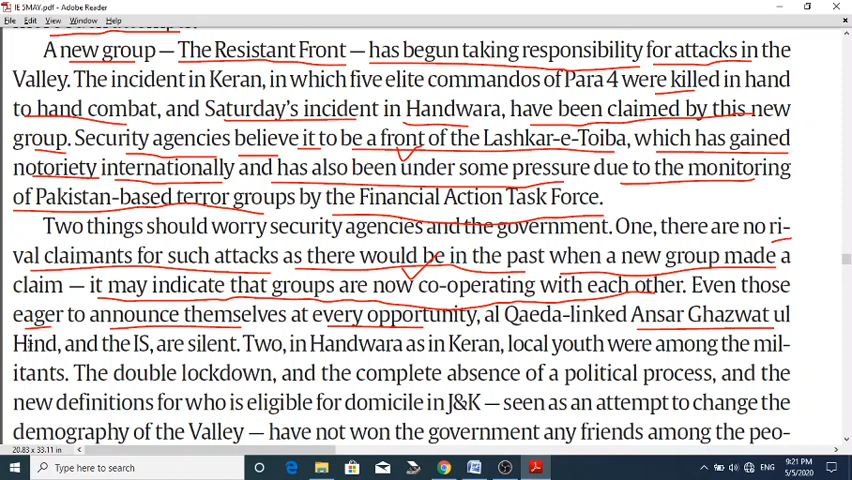 IE 5MAY.pdf - Adobe Reader
File Edit View Window Help
A new group — The Resistant Front — has begun taking responsibility for attacks in the
Valley. The incident in Keran, in which five elite commandos of Para 4 were killed in hand
to hand combat, and Saturday's incident in Handwara, have been claimed by this new
group. Security agencies believe it to be a front of the Lashkar-e-Toiba, which has gained
notoriety internationally and has also been under some pressure due to the monitoring
of Pakistan-based terror groups by the Financial Action Task Force.
Two things should worry security agencies and the government. One, there are no ri-
val claimants for such attacks as there would be in the past when a new group made a
claim — it may indicate that groups are now co-operating with each other. Even those
eager to announce themselves at every opportunity, al Qaeda-linked Ansar Ghazwat ul
Hind, and the IS, are silent. Two, in Handwara as in Keran, local youth were among the mil-
itants. The double lockdown, and the complete absence of a political process, and the
new definitions for who is eligible for domicile in J&K — seen as an attempt to change the
demography of the Valley — have not won the government any friends among the peo-
20.83 x 33.11 in
Type here to search
ENG
9:21 PM
5/5/2020